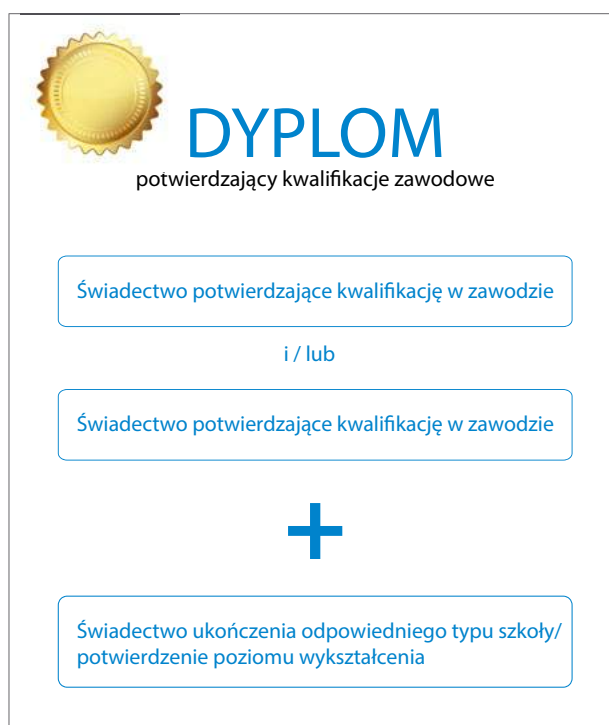 DYPLOM
potwierdzający kwalifikacje zawodowe
Świadectwo potwierdzające kwalifikację w zawodzie
i / lub
Świadectwo potwierdzające kwalifikację w zawodzie
+
Świadectwo ukończenia odpowiedniego typu szkoły/
potwierdzenie poziomu wykształcenia